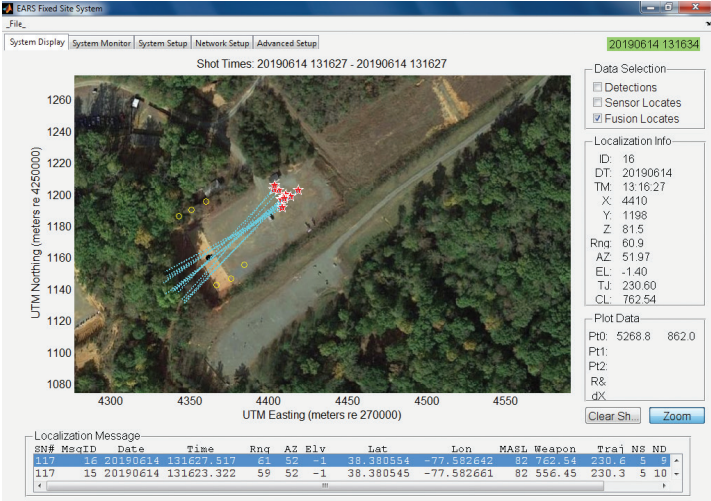 EARS Fixed Site System
_File_
System Display System Monitor System Setup Network Setup Advanced Setup
20190614 131634
Shot Times: 20190614 131627 - 20190614 131627
UTM Northing (meters re 4250000)
1260
1240
1220
1200
1180
1160
1140
1120
1100
1080
4300 4350 4400 4450 4500 4550
UTM Easting (meters re 270000)
Data Selection
Detections
Sensor Locates
Fusion Locates
Localization Info
ID: 16
DT: 20190614
TM: 13:16:27
X: 4410
Y: 1198
Z: 81.5
Rng: 60.9
AZ: 51.97
EL: -1.40
TJ: 230.60
CL: 762.54
Plot Data
Pt0: 5268.8 862.0
Pt1:
Pt2:
R&
dX
Clear Sh... Zoom
Localization Message
SN# MsgID Date Time Rng AZ Elv Lat Lon MASL Weapon Traj NS ND
117 16 20190614 131627.517 61 52 -1 38.380554 -77.582642 82 762.54 230.6 5 9
117 15 20190614 131623.322 59 52 -1 38.380545 -77.582661 82 556.45 230.3 5 10